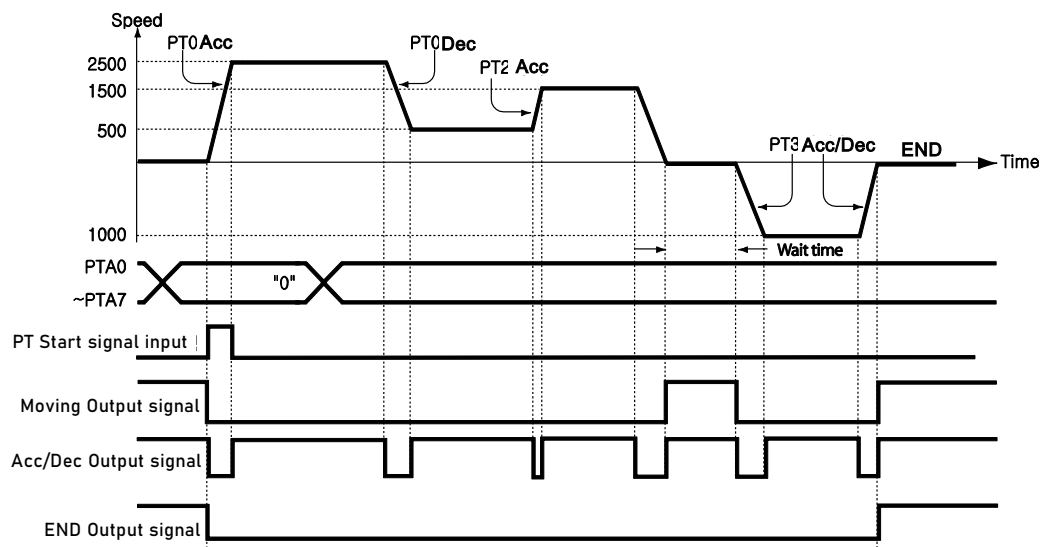 Speed
PT0 Acc
PT0 Dec
PT2 Acc
2500
1500
500
PT3 Acc/Dec
END
Time
1000
Wait time
PTA0
"0"
~PTA7
PT Start signal input
Moving Output signal
Acc/Dec Output signal
END Output signal